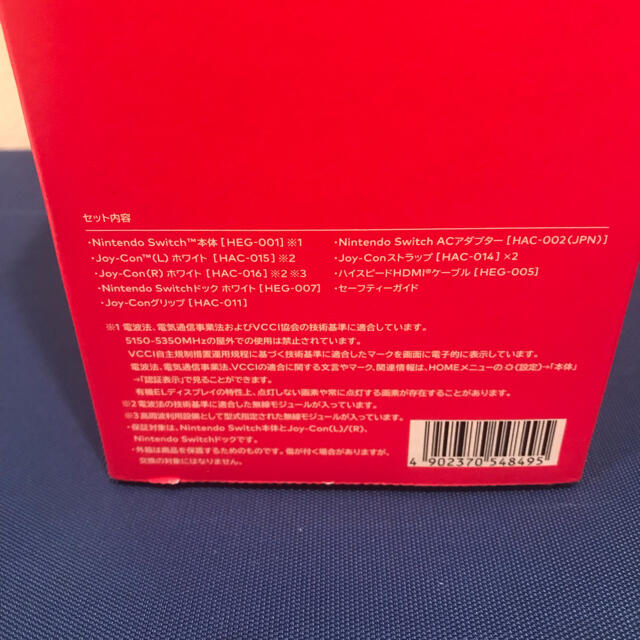 セット内容
・Nintendo Switch™本体 [HEG-001] ※1
・Joy-Con™(L) ホワイト [HAC-015] ※2
・Joy-Con(R) ホワイト [HAC-016] ※2 ※3
・Nintendo Switchドック ホワイト [HEG-007]
・Joy-Conグリップ [HAC-011]
・Nintendo Switch ACアダプター [HAC-002(JPN)]
・Joy-Conストラップ [HAC-014] ×2
・ハイスピードHDMI®ケーブル [HEG-005]
・セーフティーガイド
※1 電波法、電気通信事業法およびVCCI協会の技術基準に適合しています。
5150-5350MHzの屋外での使用は禁止されています。
VCCI自主規制措置運用規程に基づく技術基準に適合したマークを画面に電子的に表示しています。
電波法、電気通信事業法、VCCIの適合に関する文言やマーク、関連情報は、HOMEメニューの(設定)→「本体」
→「認証表示」で見ることができます。
有機ELディスプレイの特性上、点灯しない画素や常に点灯する画素が存在することがあります。
※2 電波法の技術基準に適合した無線モジュールが入っています。
※3 高周波利用設備として型式指定された無線モジュールが入っています。
・保証対象は、Nintendo Switch本体とJoy-Con(L)/(R)、
Nintendo Switchドックです。
・外箱は商品を保護するためのものです。傷が付く場合がありますが、
交換の対象にはなりません。
4 902370 548495